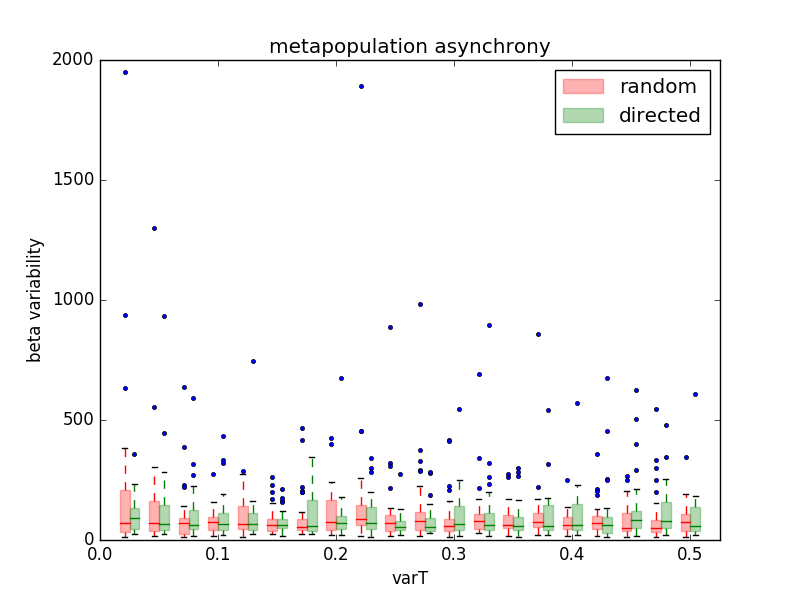 metapopulation asynchrony
random
directed
beta variability
2000
1500
1000
500
0
0.0 0.1 0.2 0.3 0.4 0.5
varT